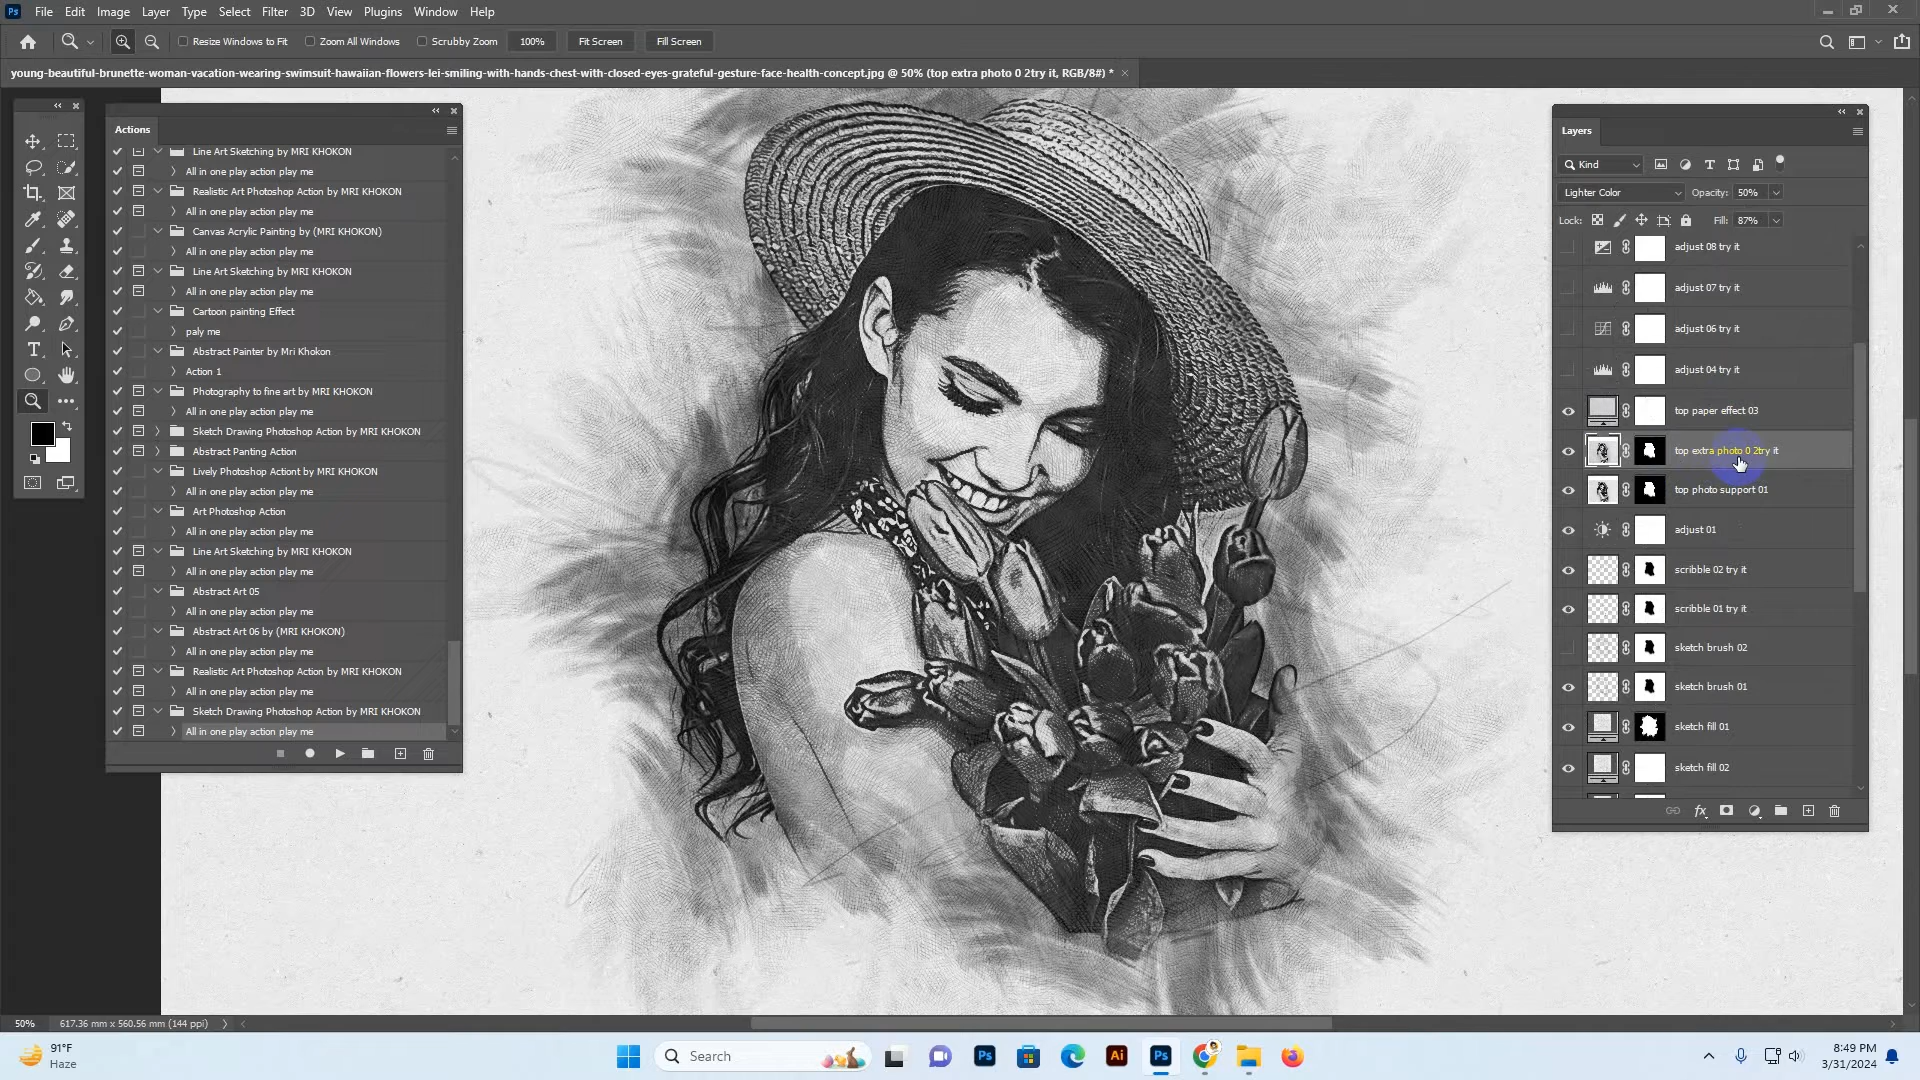 Ps File Edit Image Layer Type Select Filter 3D View Plugins Window Help
Resize Windows to Fit Zoom All Windows Scrubby Zoom 100% Fit Screen Fill Screen
young-beautiful-brunette-woman-vacation-wearing-swimsuit-hawaiian-flowers-lei-smiling-with-hands-chest-with-closed-eyes-grateful-gesture-face-health-concept.jpg @ 50% (top extra photo 0 2try it, RGB/8#) *
Actions
Line Art Sketching by MRI KHOKON
All in one play action play me
Realistic Art Photoshop Action by MRI KHOKON
All in one play action play me
Canvas Acrylic Painting by (MRI KHOKON)
All in one play action play me
Line Art Sketching by MRI KHOKON
All in one play action play me
Cartoon painting Effect
paly me
Abstract Painter by Mri Khokon
Action 1
Photography to fine art by MRI KHOKON
All in one play action play me
Sketch Drawing Photoshop Action by MRI KHOKON
Abstract Panting Action
Lively Photoshop Actiont by MRI KHOKON
All in one play action play me
Art Photoshop Action
All in one play action play me
Line Art Sketching by MRI KHOKON
All in one play action play me
Abstract Art 05
All in one play action play me
Abstract Art 06 by (MRI KHOKON)
All in one play action play me
Realistic Art Photoshop Action by MRI KHOKON
All in one play action play me
Sketch Drawing Photoshop Action by MRI KHOKON
All in one play action play me
Layers
Kind
Lighter Color Opacity: 50%
Lock: Fill: 87%
adjust 08 try it
adjust 07 try it
adjust 06 try it
adjust 04 try it
top paper effect 03
top extra photo 0 2try it
top photo support 01
adjust 01
scribble 02 try it
scribble 01 try it
sketch brush 02
sketch brush 01
sketch fill 01
sketch fill 02
fx
50% 617.36 mm x 560.56 mm (144 ppi)
91°F
Haze
Search
Ps
Ai
Ps
8:49 PM
3/31/2024